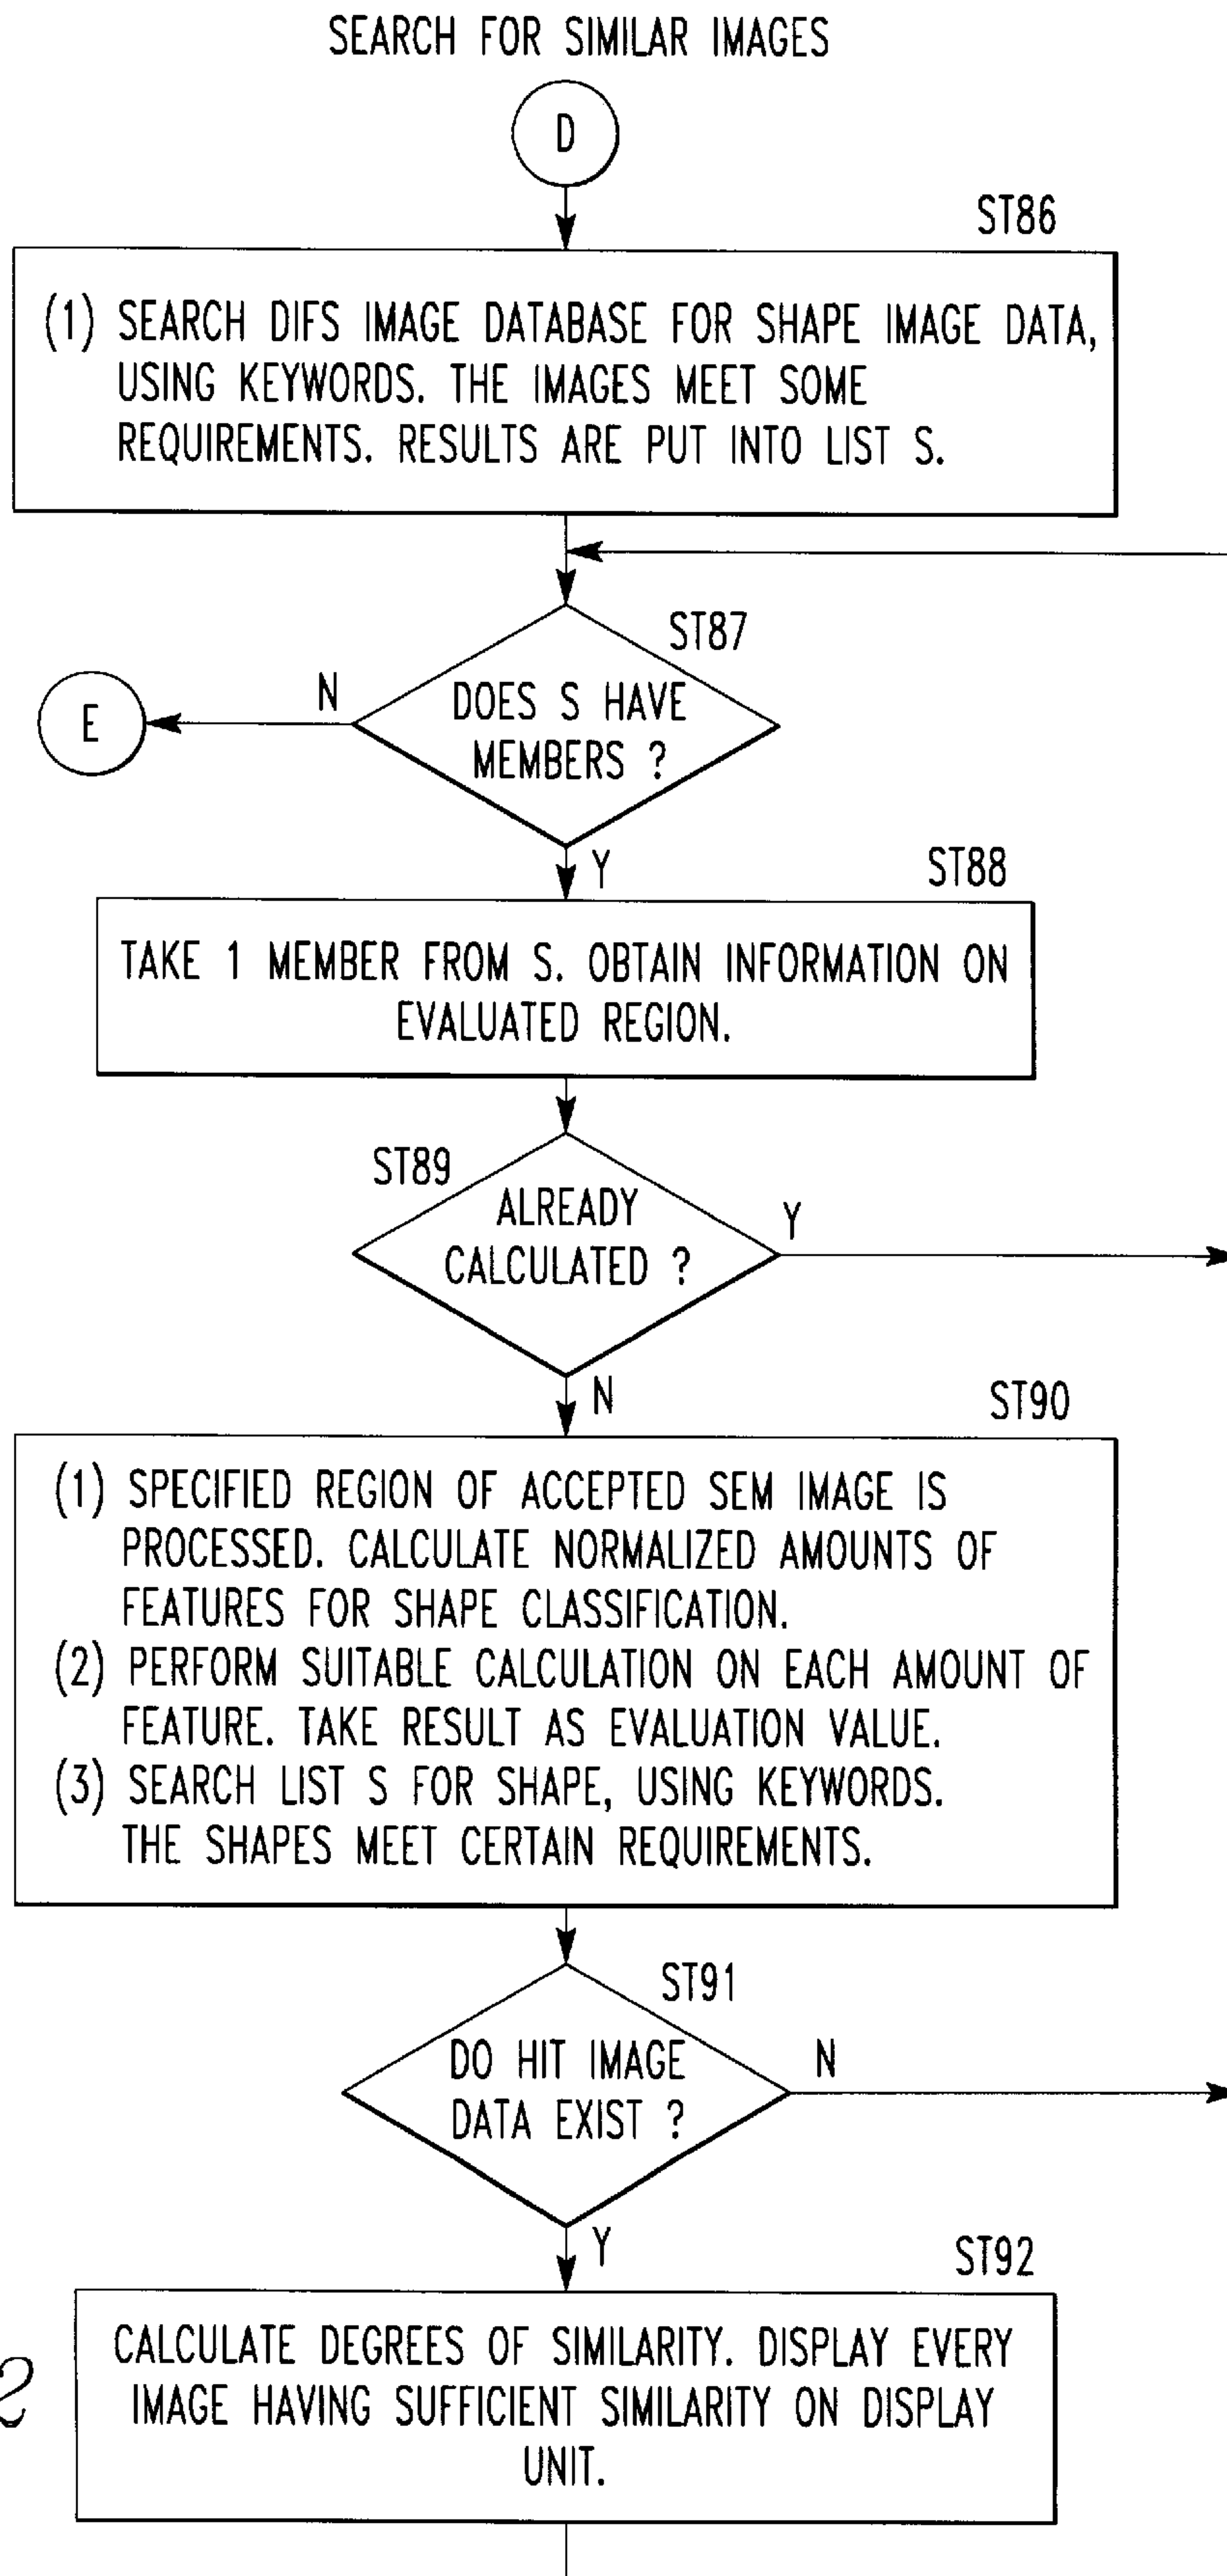 SEARCH FOR SIMILAR IMAGES
D
ST86
(1) SEARCH DIFS IMAGE DATABASE FOR SHAPE IMAGE DATA,
USING KEYWORDS. THE IMAGES MEET SOME
REQUIREMENTS. RESULTS ARE PUT INTO LIST S.
ST87
N
E
DOES S HAVE
MEMBERS ?
Y
ST88
TAKE 1 MEMBER FROM S. OBTAIN INFORMATION ON
EVALUATED REGION.
ST89
ALREADY
CALCULATED ?
Y
N
ST90
(1) SPECIFIED REGION OF ACCEPTED SEM IMAGE IS
PROCESSED. CALCULATE NORMALIZED AMOUNTS OF
FEATURES FOR SHAPE CLASSIFICATION.
(2) PERFORM SUITABLE CALCULATION ON EACH AMOUNT OF
FEATURE. TAKE RESULT AS EVALUATION VALUE.
(3) SEARCH LIST S FOR SHAPE, USING KEYWORDS.
THE SHAPES MEET CERTAIN REQUIREMENTS.
ST91
DO HIT IMAGE
DATA EXIST ?
N
Y
ST92
CALCULATE DEGREES OF SIMILARITY. DISPLAY EVERY
IMAGE HAVING SUFFICIENT SIMILARITY ON DISPLAY
UNIT.
2